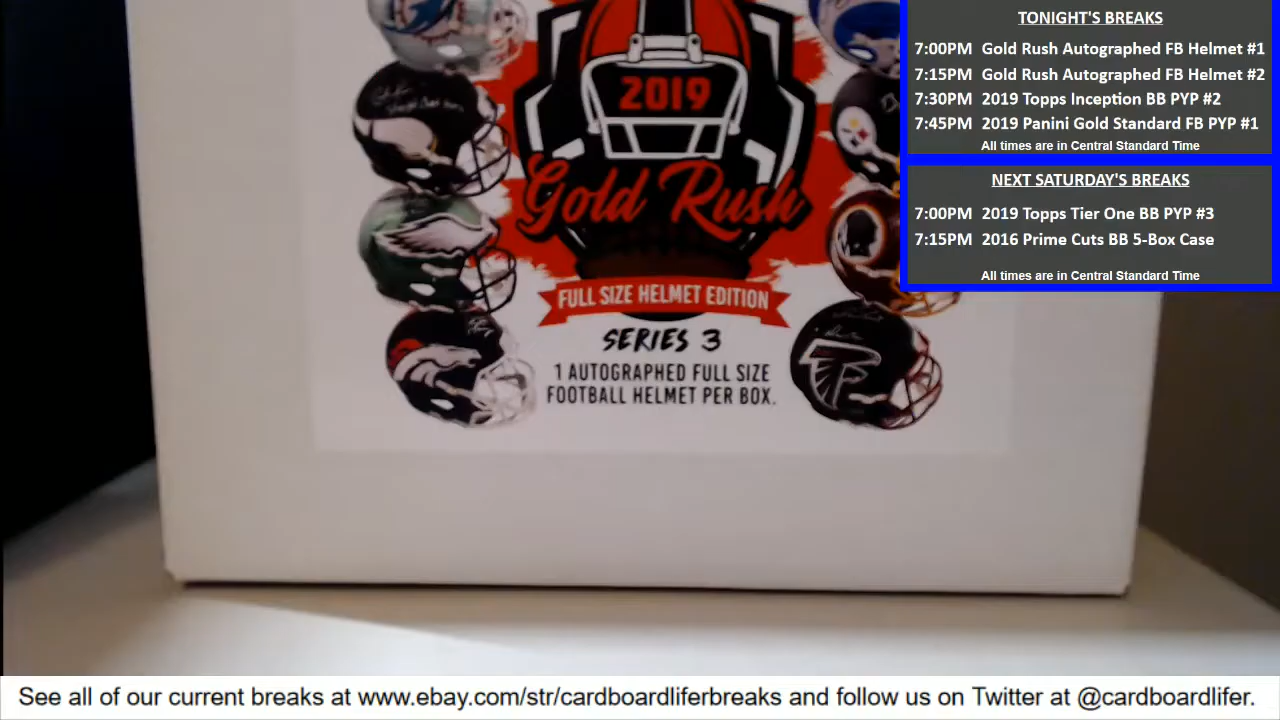 2019
Gold Rush
FULL SIZE HELMET EDITION
SERIES 3
1 AUTOGRAPHED FULL SIZE
FOOTBALL HELMET PER BOX.
TONIGHT'S BREAKS
7:00PM Gold Rush Autographed FB Helmet #1
7:15PM Gold Rush Autographed FB Helmet #2
7:30PM 2019 Topps Inception BB PYP #2
7:45PM 2019 Panini Gold Standard FB PYP #1
All times are in Central Standard Time
NEXT SATURDAY'S BREAKS
7:00PM 2019 Topps Tier One BB PYP #3
7:15PM 2016 Prime Cuts BB 5-Box Case
All times are in Central Standard Time
See all of our current breaks at www.ebay.com/str/cardboardliferbreaks and follow us on Twitter at @cardboardlifer.